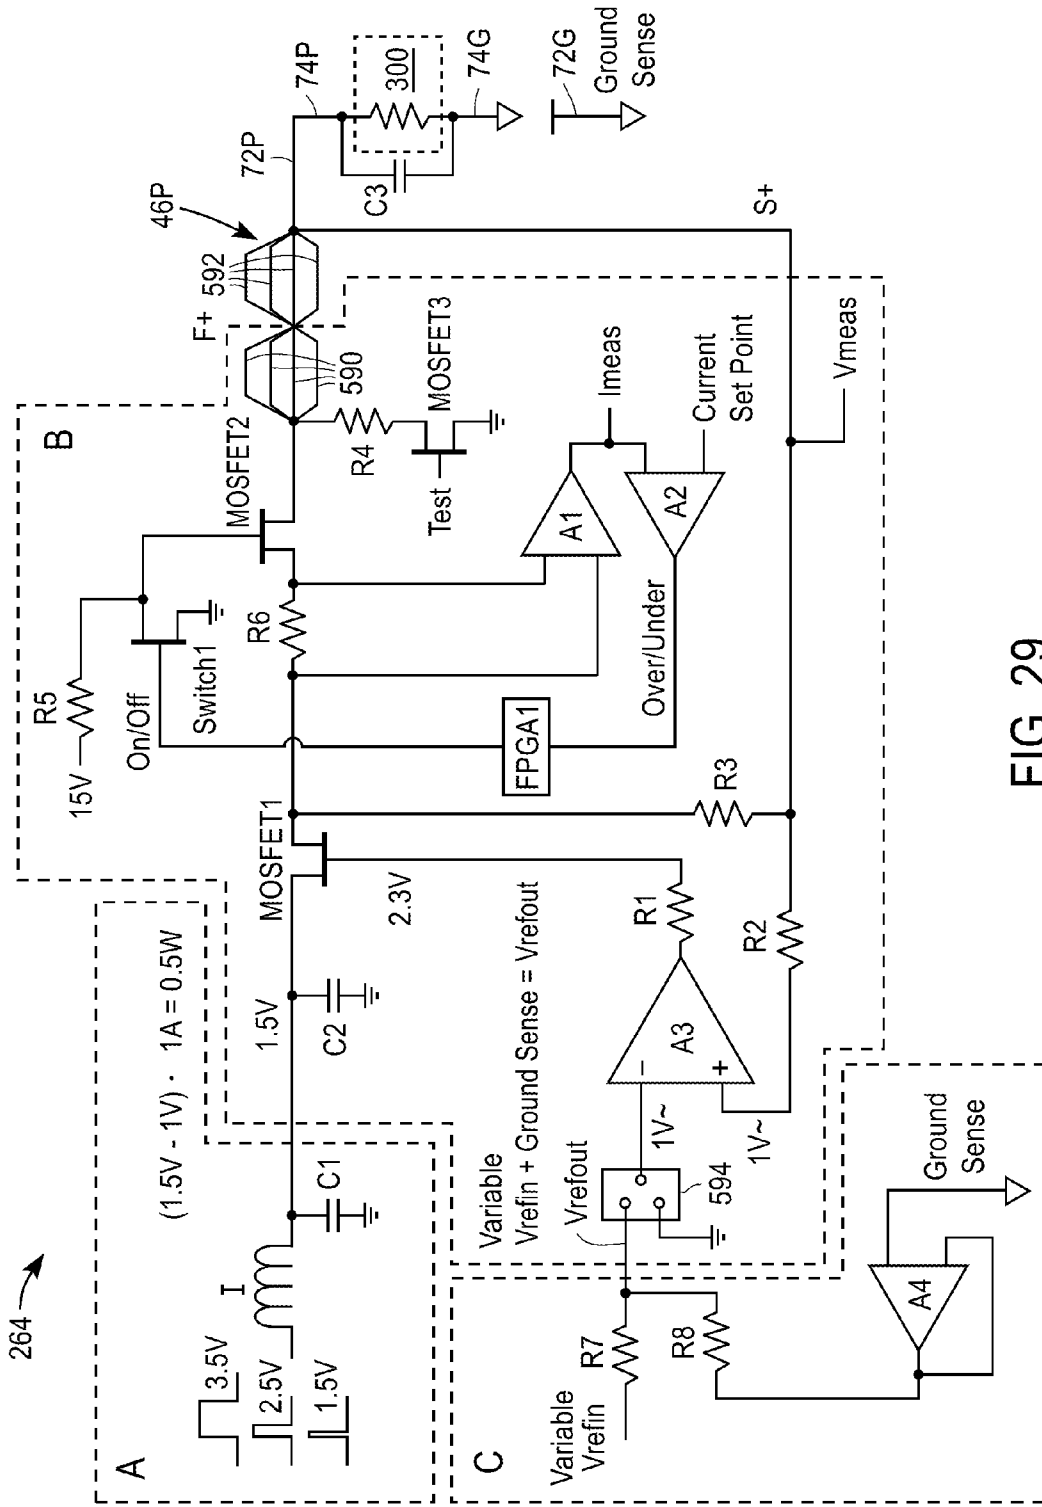 264
A
3.5V
2.5V
1.5V
I
C1
(1.5V - 1V) · 1A = 0.5W
1.5V
C2
MOSFET1
2.3V
B
15V
R5
On/Off
Switch1
R6
MOSFET2
F+
592
46P
590
72P
74P
300
C3
74G
72G
Ground
Sense
R4
Test
MOSFET3
A1
Imeas
A2
Current
Set Point
Over/Under
FPGA1
R3
S+
Vmeas
R1
R2
A3
−
+
1V~
1V~
Variable
Vrefin + Ground Sense = Vrefout
Vrefout
594
C
Variable
Vrefin
R7
R8
A4
Ground
Sense
FIG. 29